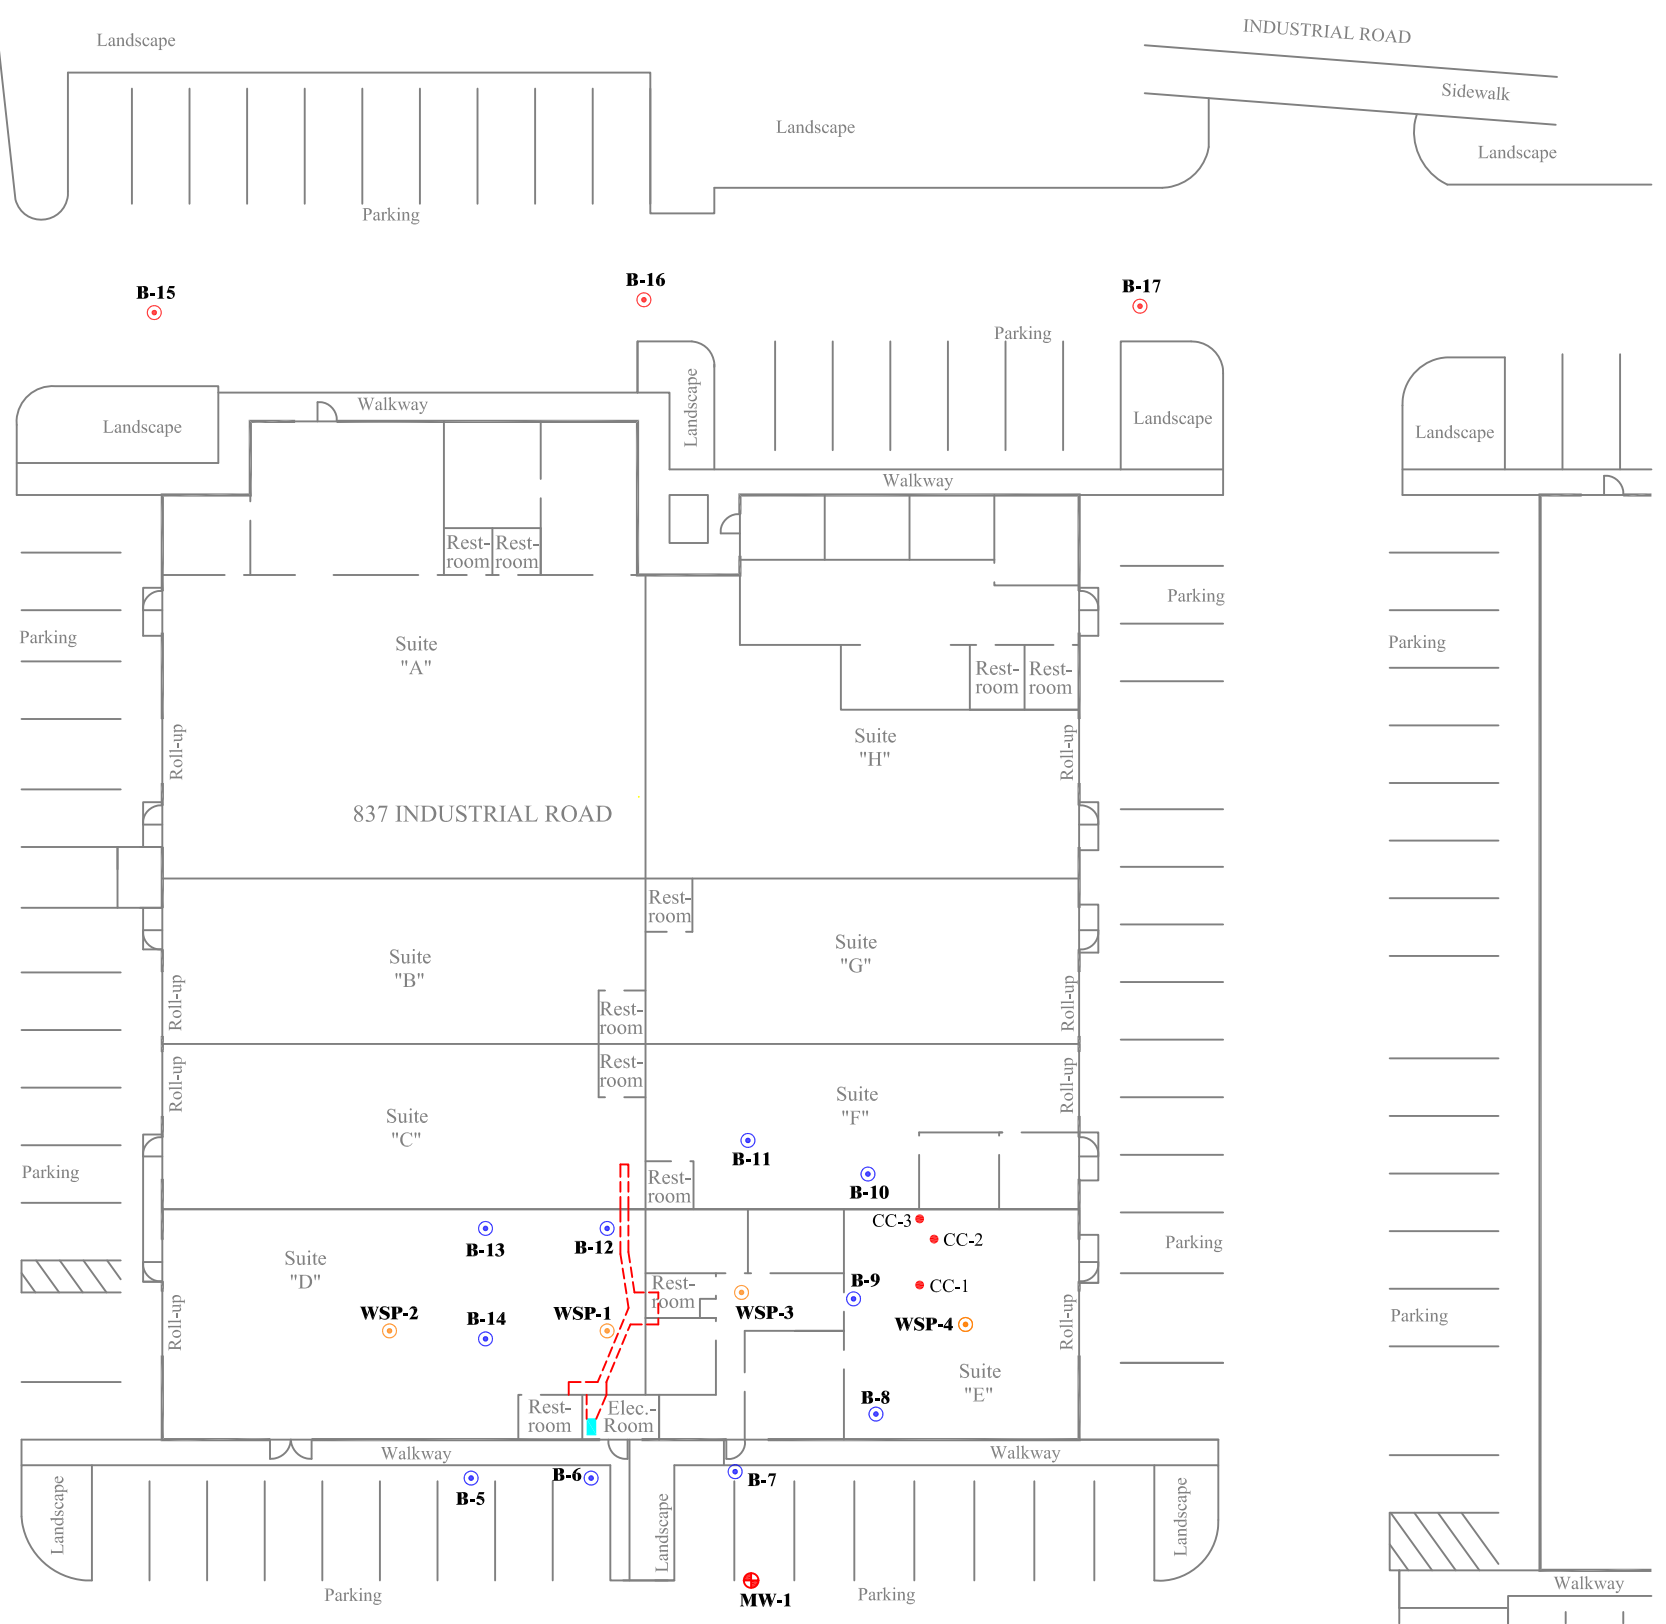 INDUSTRIAL ROAD
Landscape
Sidewalk
Landscape
Landscape
Parking
B-16
B-17
B-15
Parking
Walkway
Landscape
Landscape
Landscape
Landscape
Walkway
Rest-
room
Rest-
room
Parking
Parking
Parking
Suite
"A"
Rest-
room
Rest-
room
Suite
"H"
Roll-up
Roll-up
837 INDUSTRIAL ROAD
Rest-
room
Suite
"B"
Suite
"G"
Roll-up
Roll-up
Rest-
room
Rest-
room
Roll-up
Roll-up
Suite
"C"
Suite
"F"
B-11
Parking
Rest-
room
B-10
CC-3
CC-2
B-13
B-12
Parking
Suite
"D"
Rest-
room
B-9
CC-1
WSP-2
B-14
WSP-1
WSP-3
WSP-4
Roll-up
Roll-up
Parking
Suite
"E"
B-8
Rest-
room
Elec.-
Room
Walkway
Walkway
B-5
B-6
B-7
Landscape
Landscape
Landscape
Parking
MW-1
Parking
Walkway